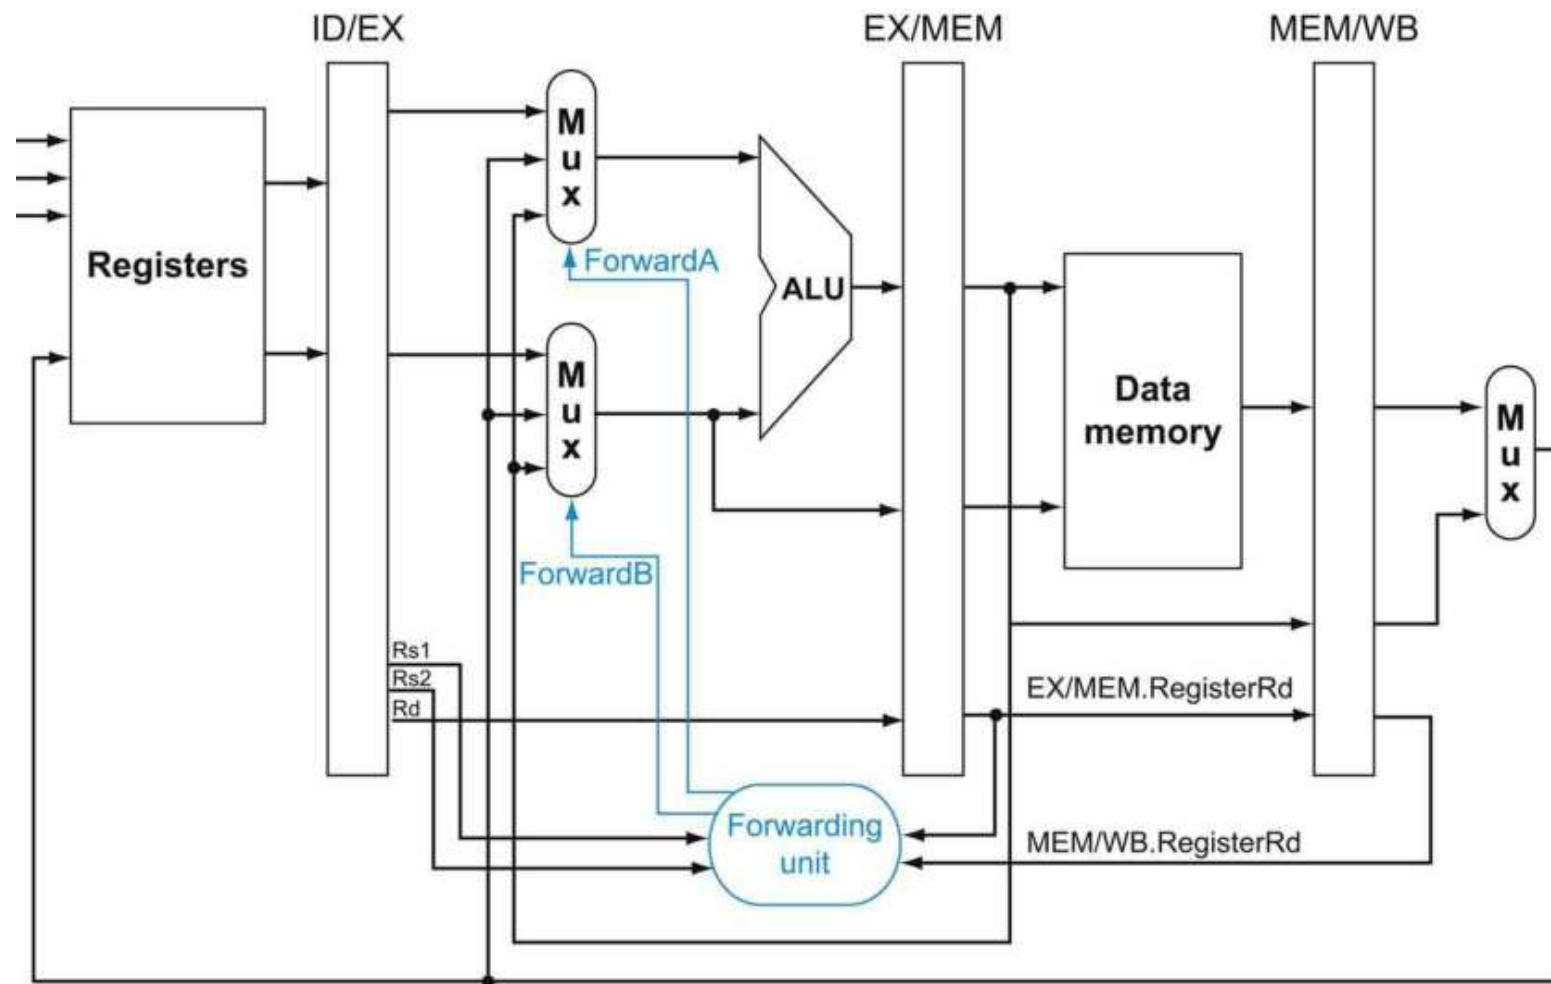 ID/EX
EX/MEM
MEM/WB
Registers
M
u
x
ForwardA
ALU
M
u
x
ForwardB
Data
memory
M
u
x
Rs1
Rs2
Rd
EX/MEM.RegisterRd
Forwarding
unit
MEM/WB.RegisterRd